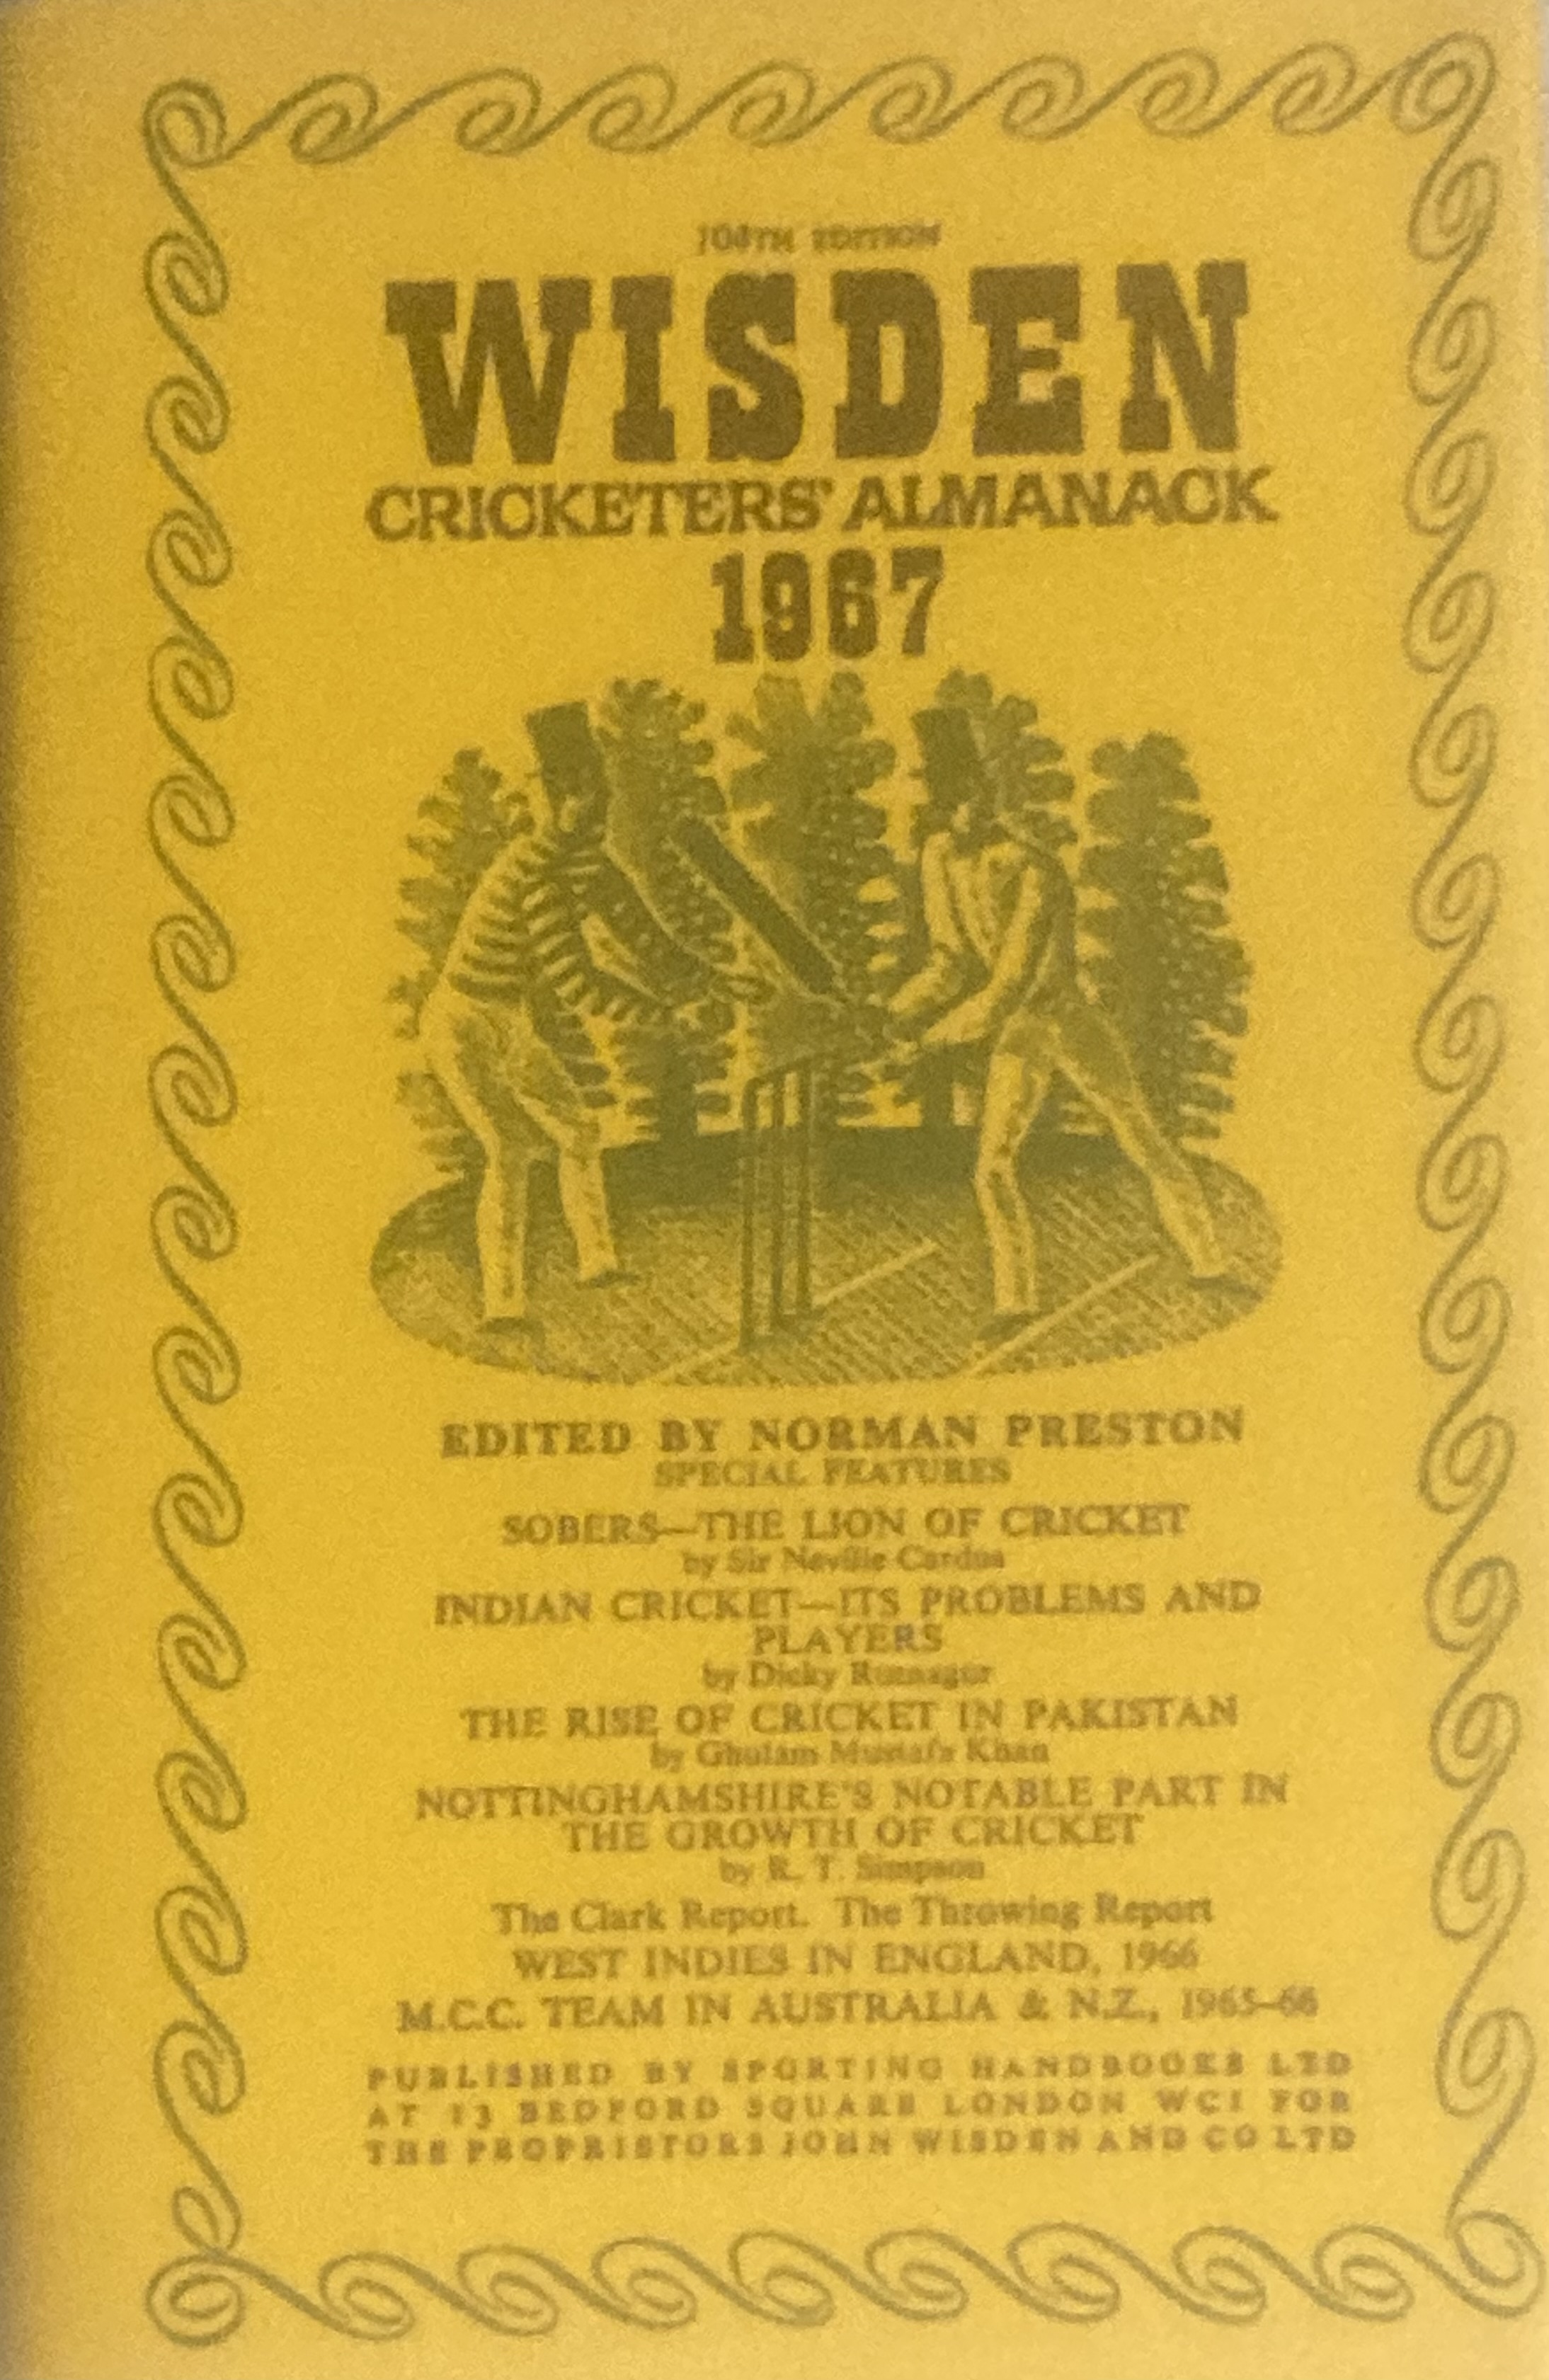 104TH EDITION
WISDEN
CRICKETERS' ALMANACK
1967
EDITED BY NORMAN PRESTON
SPECIAL FEATURES
SOBERS—THE LION OF CRICKET
by Sir Neville Cardus
INDIAN CRICKET—ITS PROBLEMS AND
PLAYERS
by Dicky Rutnagur
THE RISE OF CRICKET IN PAKISTAN
by Ghulam Mustafa Khan
NOTTINGHAMSHIRE'S NOTABLE PART IN
THE GROWTH OF CRICKET
by R. T. Simpson
The Clark Report. The Throwing Report
WEST INDIES IN ENGLAND, 1966
M.C.C. TEAM IN AUSTRALIA & N.Z., 1965–66
PUBLISHED BY SPORTING HANDBOOKS LTD
AT 13 BEDFORD SQUARE LONDON WC1 FOR
THE PROPRIETORS JOHN WISDEN AND CO LTD